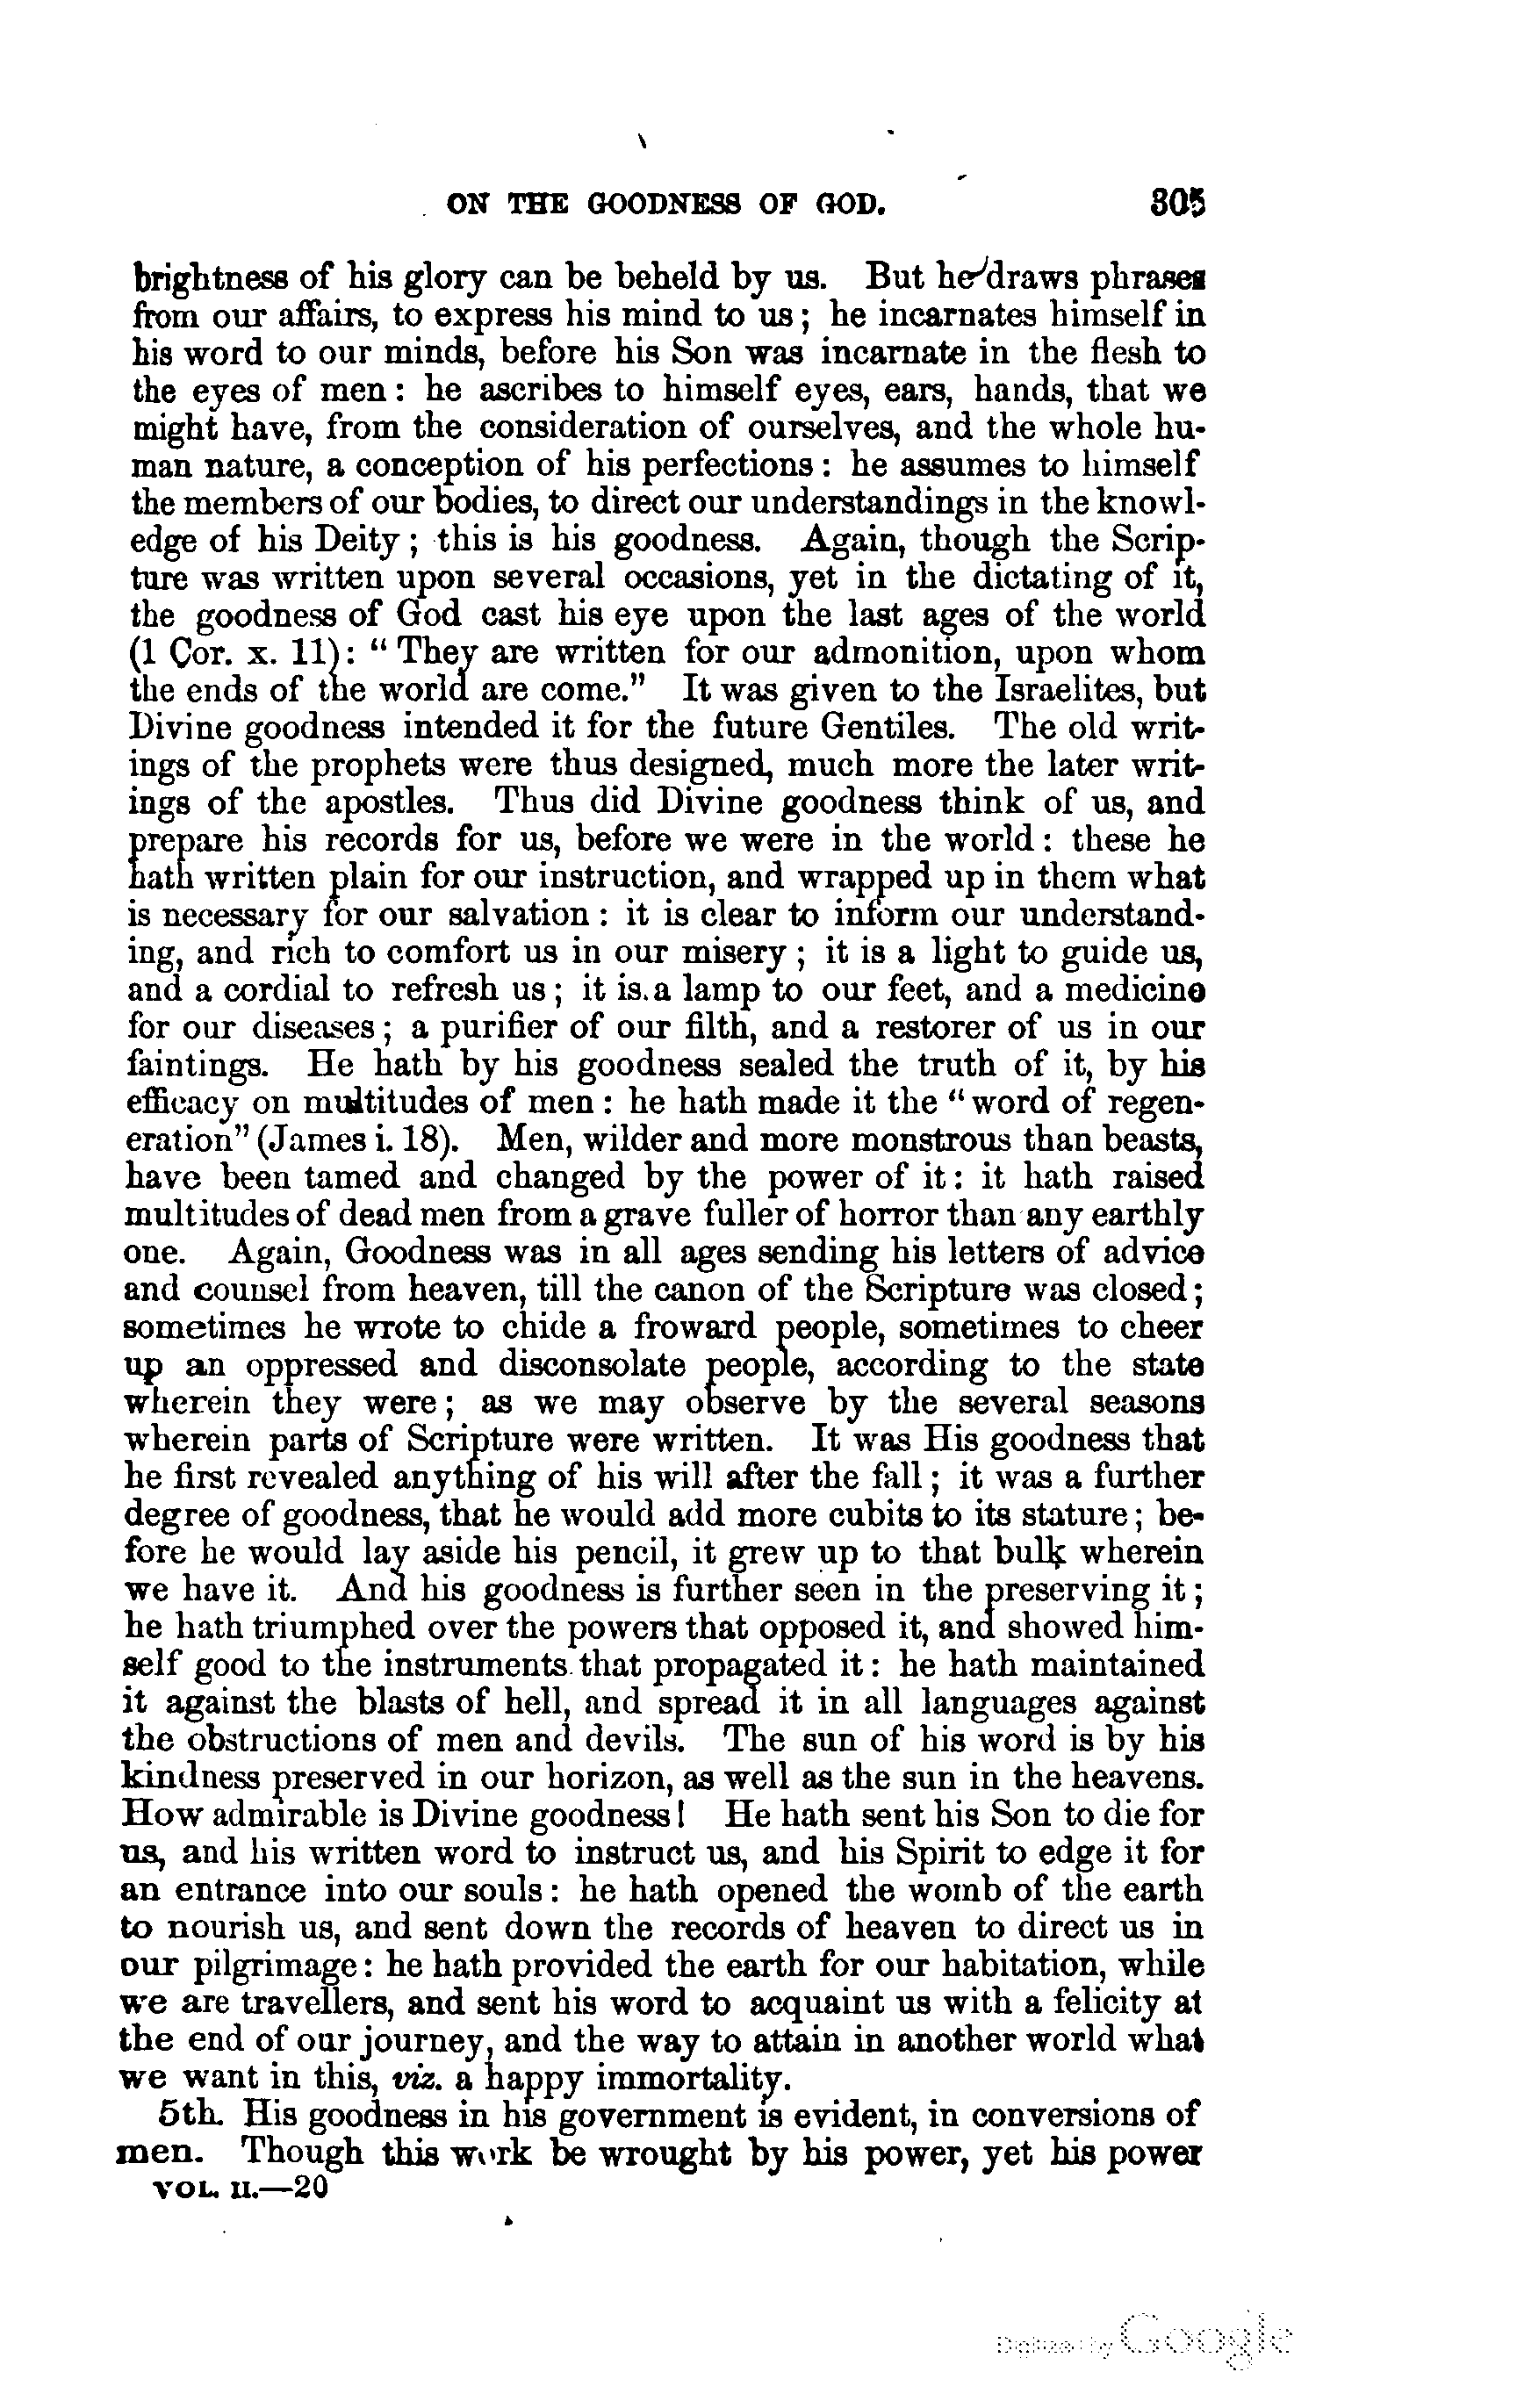 ON THE GOODNESS OF GOD. 305
brightness of his glory can be beheld by us. But he draws phrases
from our affairs, to express his mind to us; he incarnates himself in
his word to our minds, before his Son was incarnate in the flesh to
the eyes of men: he ascribes to himself eyes, ears, hands, that we
might have, from the consideration of ourselves, and the whole hu-
man nature, a conception of his perfections: he assumes to himself
the members of our bodies, to direct our understandings in the knowl-
edge of his Deity; this is his goodness. Again, though the Scrip-
ture was written upon several occasions, yet in the dictating of it,
the goodness of God cast his eye upon the last ages of the world
(1 Cor. x. 11): "They are written for our admonition, upon whom
the ends of the world are come." It was given to the Israelites, but
Divine goodness intended it for the future Gentiles. The old writ-
ings of the prophets were thus designed, much more the later writ-
ings of the apostles. Thus did Divine goodness think of us, and
prepare his records for us, before we were in the world: these he
hath written plain for our instruction, and wrapped up in them what
is necessary for our salvation: it is clear to inform our understand-
ing, and rich to comfort us in our misery; it is a light to guide us,
and a cordial to refresh us; it is a lamp to our feet, and a medicine
for our diseases; a purifier of our filth, and a restorer of us in our
faintings. He hath by his goodness sealed the truth of it, by his
efficacy on multitudes of men: he hath made it the "word of regen-
eration" (James i. 18). Men, wilder and more monstrous than beasts,
have been tamed and changed by the power of it: it hath raised
multitudes of dead men from a grave fuller of horror than any earthly
one. Again, Goodness was in all ages sending his letters of advice
and counsel from heaven, till the canon of the Scripture was closed;
sometimes he wrote to chide a froward people, sometimes to cheer
up an oppressed and disconsolate people, according to the state
wherein they were; as we may observe by the several seasons
wherein parts of Scripture were written. It was His goodness that
he first revealed anything of his will after the fall; it was a further
degree of goodness, that he would add more cubits to its stature; be-
fore he would lay aside his pencil, it grew up to that bulk wherein
we have it. And his goodness is further seen in the preserving it;
he hath triumphed over the powers that opposed it, and showed him-
self good to the instruments that propagated it: he hath maintained
it against the blasts of hell, and spread it in all languages against
the obstructions of men and devils. The sun of his word is by his
kindness preserved in our horizon, as well as the sun in the heavens.
How admirable is Divine goodness! He hath sent his Son to die for
us, and his written word to instruct us, and his Spirit to edge it for
an entrance into our souls: he hath opened the womb of the earth
to nourish us, and sent down the records of heaven to direct us in
our pilgrimage: he hath provided the earth for our habitation, while
we are travellers, and sent his word to acquaint us with a felicity at
the end of our journey, and the way to attain in another world what
we want in this, viz. a happy immortality.
5th. His goodness in his government is evident, in conversions of
men. Though this work be wrought by his power, yet his power
VOL. II.—20
Digitized by Google